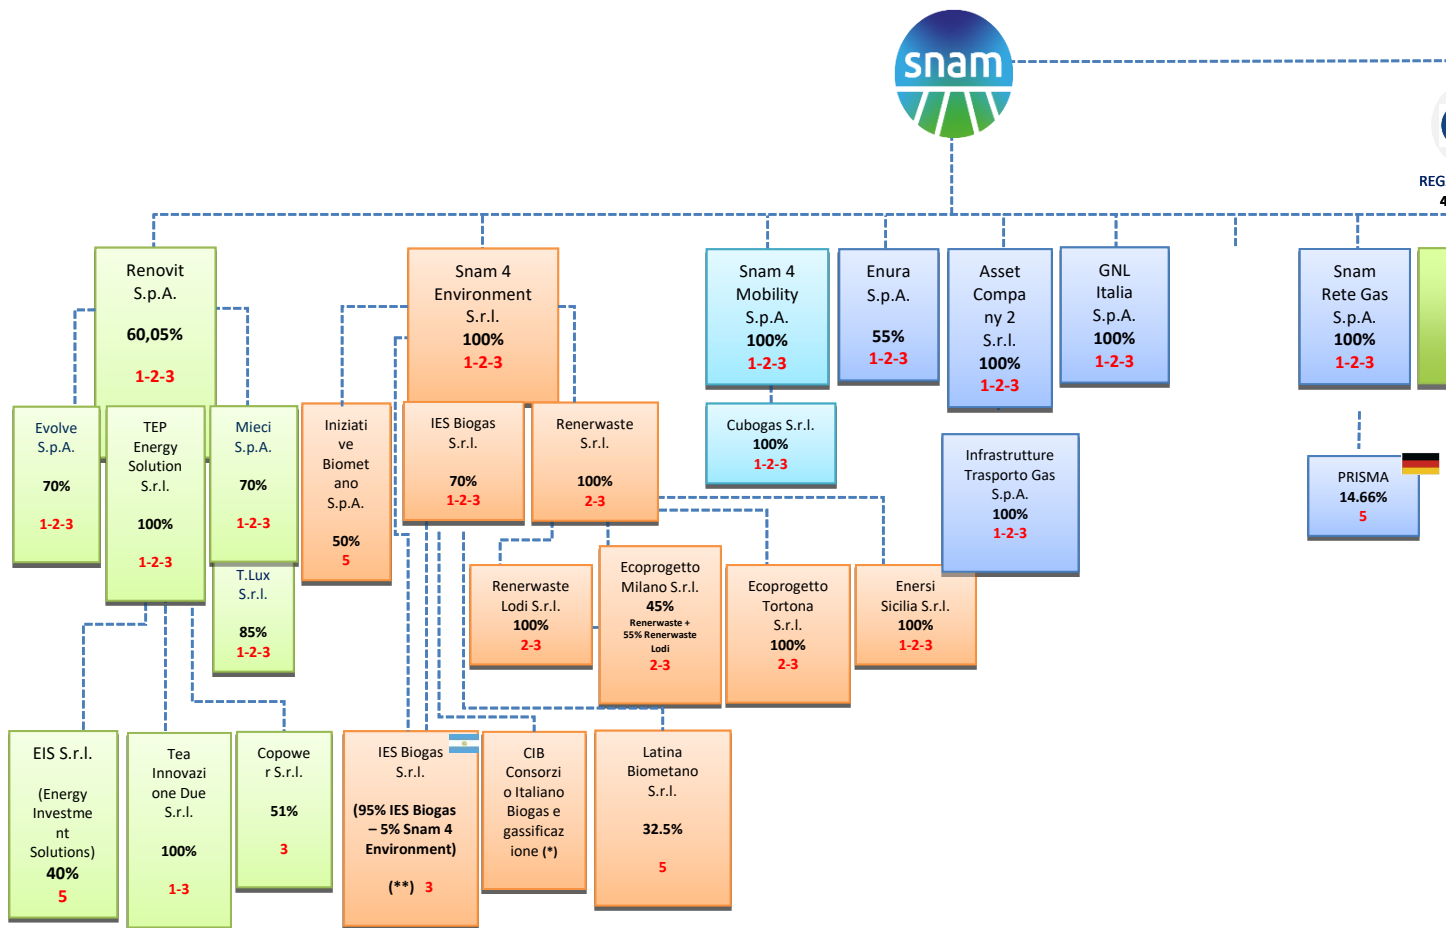 snam
REG
4
Renovit
S.p.A.
60,05%
1-2-3
Snam 4
Environment
S.r.l.
100%
1-2-3
Snam 4
Mobility
S.p.A.
100%
1-2-3
Enura
S.p.A.
55%
1-2-3
Asset
Compa
ny 2
S.r.l.
100%
1-2-3
GNL
Italia
S.p.A.
100%
1-2-3
Snam
Rete Gas
S.p.A.
100%
1-2-3
Evolve
S.p.A.
70%
1-2-3
TEP
Energy
Solution
S.r.l.
100%
1-2-3
Mieci
S.p.A.
70%
1-2-3
T.Lux
S.r.l.
85%
1-2-3
Iniziati
ve
Biomet
ano
S.p.A.
50%
5
IES Biogas
S.r.l.
70%
1-2-3
Renerwaste
S.r.l.
100%
2-3
Cubogas S.r.l.
100%
1-2-3
Infrastrutture
Trasporto Gas
S.p.A.
100%
1-2-3
PRISMA
14.66%
5
Renerwaste
Lodi S.r.l.
100%
2-3
Ecoprogetto
Milano S.r.l.
45%
Renerwaste +
55% Renerwaste
Lodi
2-3
Ecoprogetto
Tortona
S.r.l.
100%
2-3
Enersi
Sicilia S.r.l.
100%
1-2-3
EIS S.r.l.
(Energy
Investme
nt
Solutions)
40%
5
Tea
Innovazi
one Due
S.r.l.
100%
1-3
Copowe
r S.r.l.
51%
3
IES Biogas
S.r.l.
(95% IES Biogas
– 5% Snam 4
Environment)
(**) 3
CIB
Consorzi
o Italiano
Biogas e
gassificaz
ione (*)
Latina
Biometano
S.r.l.
32.5%
5